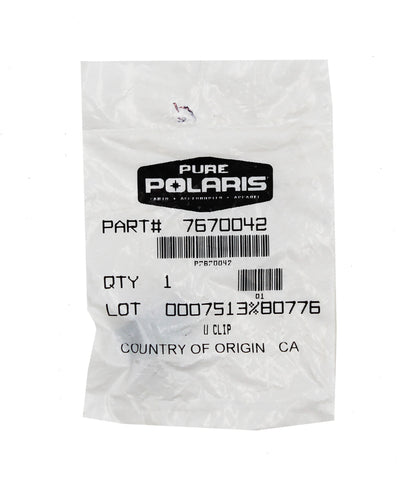 PURE
POLARIS
PARTS • ACCESSORIES • APPAREL
PART# 7670042
P7670042
QTY 1
01
LOT 0007513%80776
U CLIP
COUNTRY OF ORIGIN CA